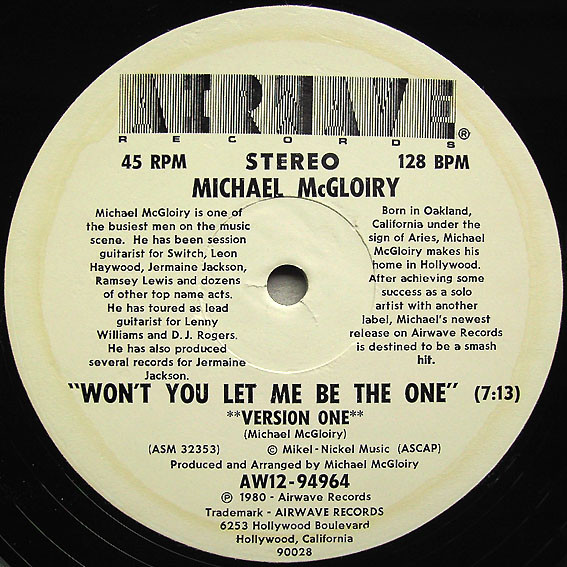 AIRWAVE
RECORDS®
45 RPM STEREO 128 BPM
MICHAEL McGLOIRY
Michael McGloiry is one of
the busiest men on the music
scene. He has been session
guitarist for Switch, Leon
Haywood, Jermaine Jackson,
Ramsey Lewis and dozens
of other top name acts.
He has toured as lead
guitarist for Lenny
Williams and D. J. Rogers.
He has also produced
several records for Jermaine
Jackson.
Born in Oakland,
California under the
sign of Aries, Michael
McGloiry makes his
home in Hollywood.
After achieving some
success as a solo
artist with another
label, Michael's newest
release on Airwave Records
is destined to be a smash
hit.
"WON'T YOU LET ME BE THE ONE" (7:13)
**VERSION ONE**
(Michael McGloiry)
(ASM 32353) © Mikel-Nickel Music (ASCAP)
Produced and Arranged by Michael McGloiry
AW12-94964
℗ 1980 - Airwave Records
Trademark - AIRWAVE RECORDS
6253 Hollywood Boulevard
Hollywood, California
90028